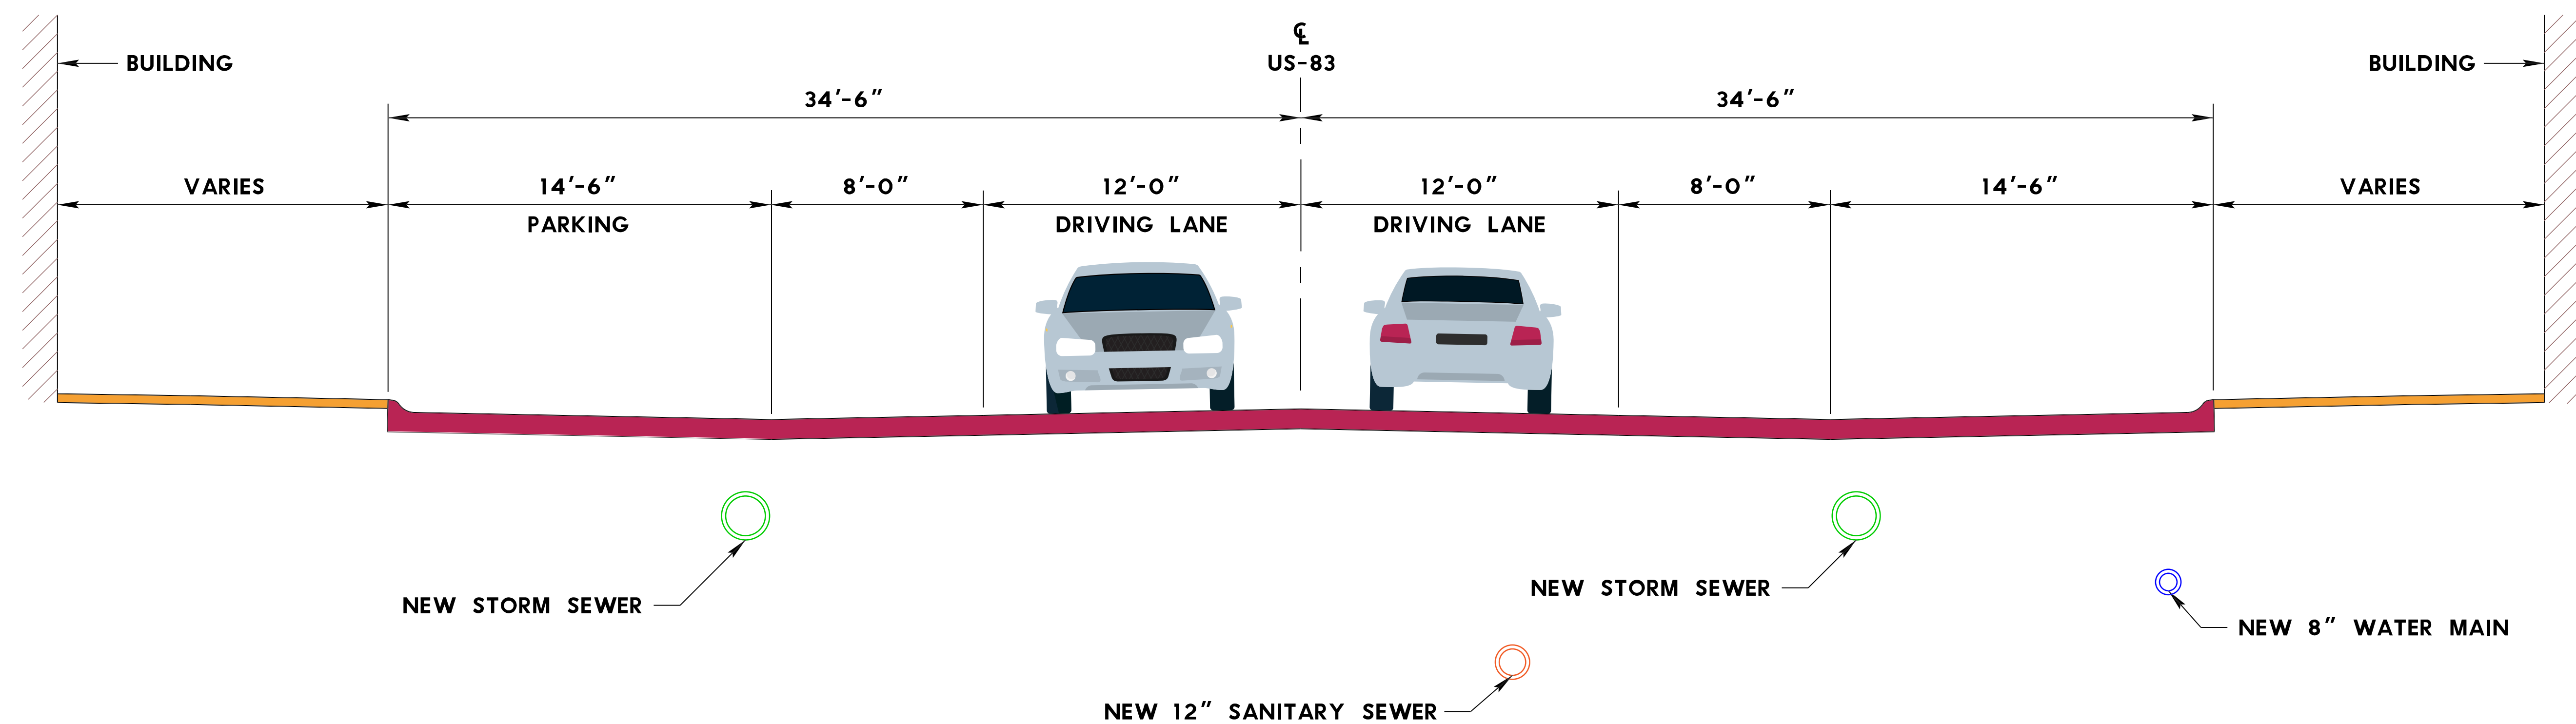 ℄
US-83
BUILDING
BUILDING
34'-6"
34'-6"
VARIES
14'-6"
8'-0"
12'-0"
12'-0"
8'-0"
14'-6"
VARIES
PARKING
DRIVING LANE
DRIVING LANE
NEW STORM SEWER
NEW STORM SEWER
NEW 8" WATER MAIN
NEW 12" SANITARY SEWER